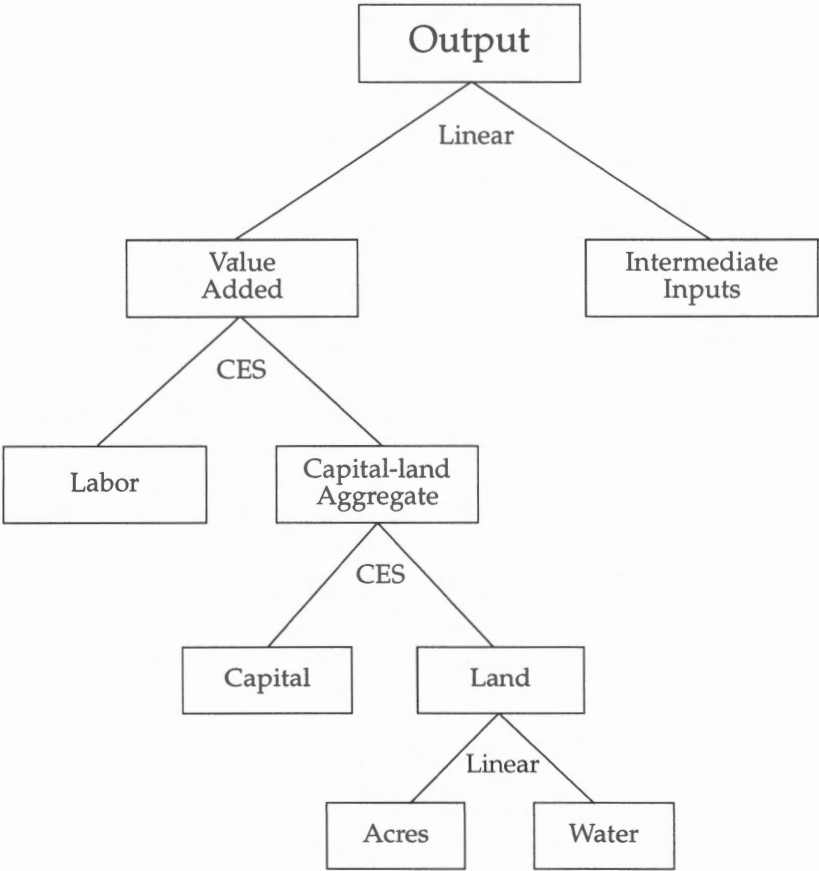 Output
Linear
Value
Added
Intermediate
Inputs
CES
Labor
Capital-land
Aggregate
CES
Capital
Land
Linear
Acres
Water